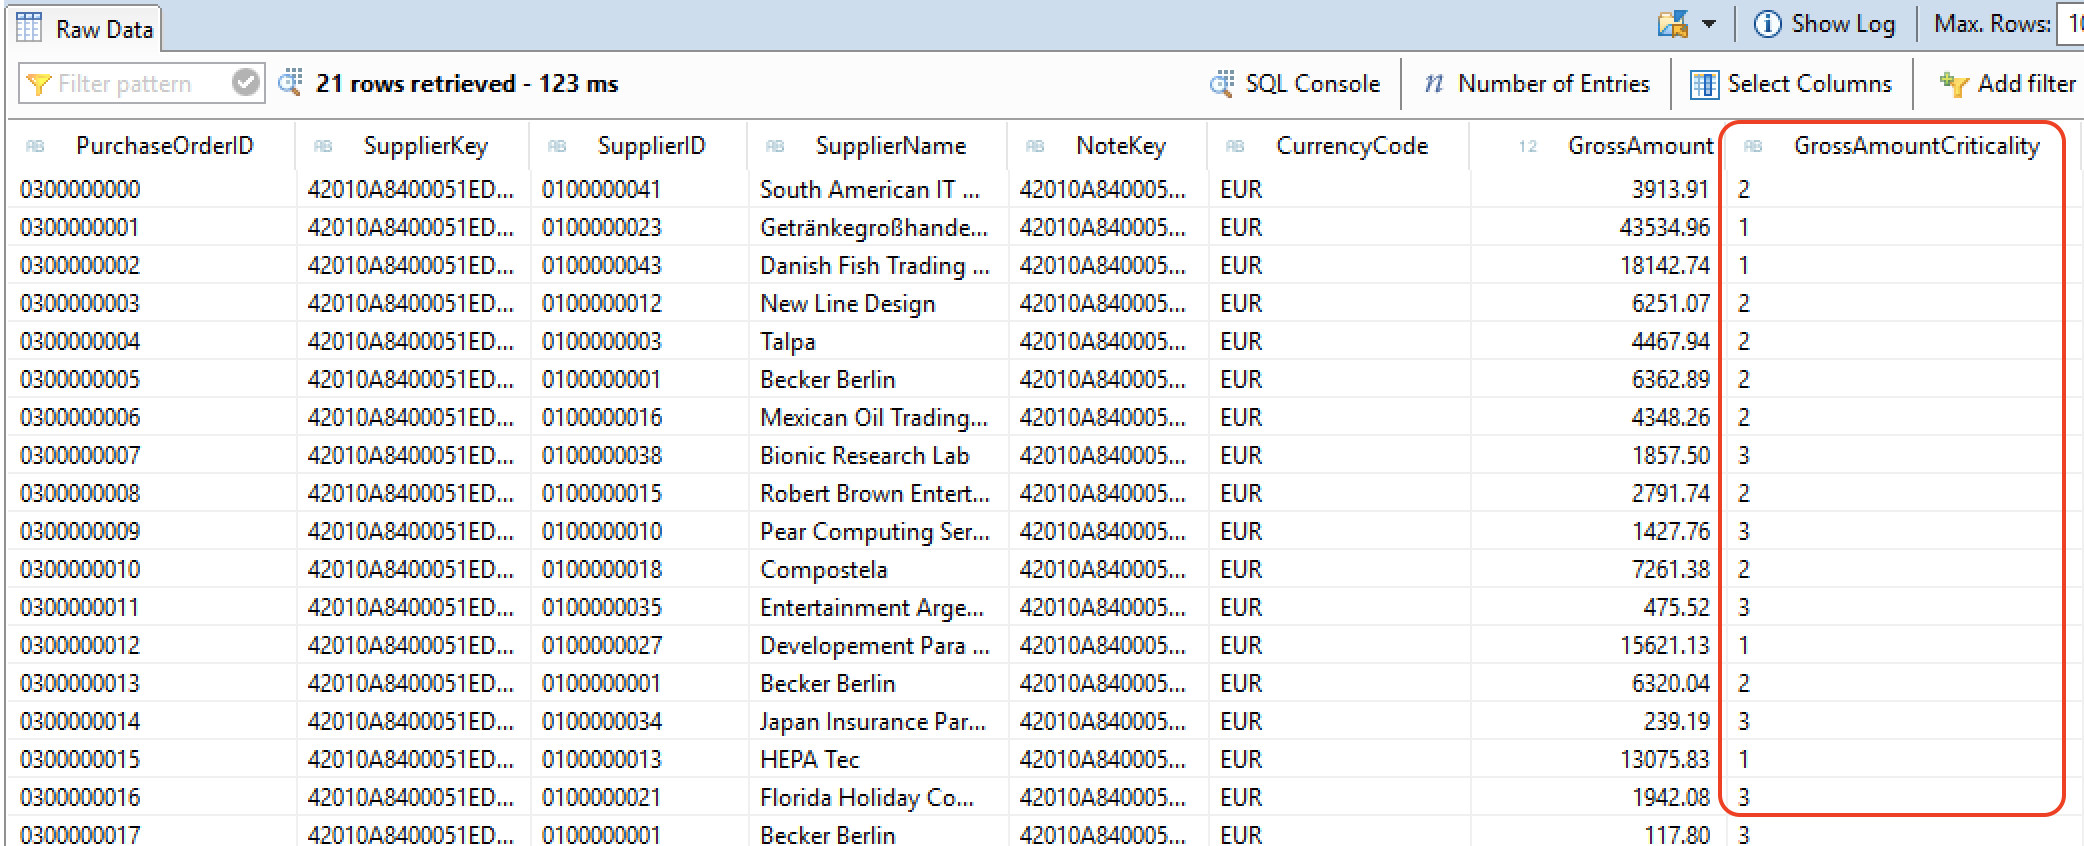 Raw Data Show Log Max. Rows: 10
Filter pattern 21 rows retrieved - 123 ms SQL Console n Number of Entries Select Columns Add filter
AB PurchaseOrderID AB SupplierKey AB SupplierID AB SupplierName AB NoteKey AB CurrencyCode 12 GrossAmount AB GrossAmountCriticality
0300000000 42010A8400051ED... 0100000041 South American IT ... 42010A840005... EUR 3913.91 2
0300000001 42010A8400051ED... 0100000023 Getränkegroßhande... 42010A840005... EUR 43534.96 1
0300000002 42010A8400051ED... 0100000043 Danish Fish Trading ... 42010A840005... EUR 18142.74 1
0300000003 42010A8400051ED... 0100000012 New Line Design 42010A840005... EUR 6251.07 2
0300000004 42010A8400051ED... 0100000003 Talpa 42010A840005... EUR 4467.94 2
0300000005 42010A8400051ED... 0100000001 Becker Berlin 42010A840005... EUR 6362.89 2
0300000006 42010A8400051ED... 0100000016 Mexican Oil Trading... 42010A840005... EUR 4348.26 2
0300000007 42010A8400051ED... 0100000038 Bionic Research Lab 42010A840005... EUR 1857.50 3
0300000008 42010A8400051ED... 0100000015 Robert Brown Entert... 42010A840005... EUR 2791.74 2
0300000009 42010A8400051ED... 0100000010 Pear Computing Ser... 42010A840005... EUR 1427.76 3
0300000010 42010A8400051ED... 0100000018 Compostela 42010A840005... EUR 7261.38 2
0300000011 42010A8400051ED... 0100000035 Entertainment Arge... 42010A840005... EUR 475.52 3
0300000012 42010A8400051ED... 0100000027 Developement Para ... 42010A840005... EUR 15621.13 1
0300000013 42010A8400051ED... 0100000001 Becker Berlin 42010A840005... EUR 6320.04 2
0300000014 42010A8400051ED... 0100000034 Japan Insurance Par... 42010A840005... EUR 239.19 3
0300000015 42010A8400051ED... 0100000013 HEPA Tec 42010A840005... EUR 13075.83 1
0300000016 42010A8400051ED... 0100000021 Florida Holiday Co... 42010A840005... EUR 1942.08 3
0300000017 42010A8400051ED... 0100000001 Becker Berlin 42010A840005... EUR 117.80 3